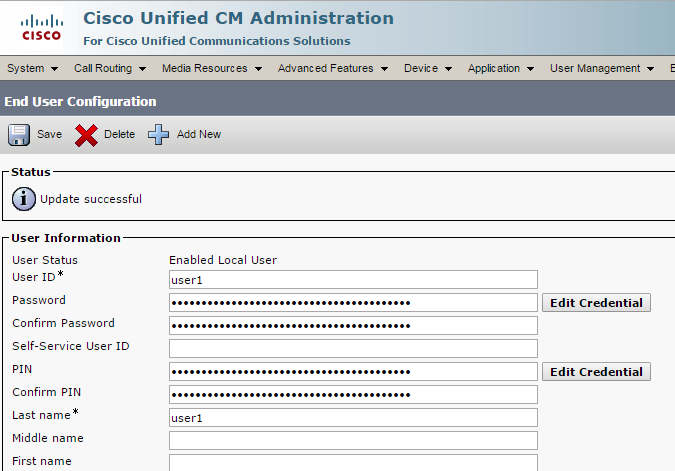 CISCO
Cisco Unified CM Administration
For Cisco Unified Communications Solutions
System Call Routing Media Resources Advanced Features Device Application User Management
End User Configuration
Save Delete Add New
Status
Update successful
User Information
User Status Enabled Local User
User ID* user1
Password •••••••••••••••••••••••••••••••••••••••• Edit Credential
Confirm Password ••••••••••••••••••••••••••••••••••••••••
Self-Service User ID
PIN •••••••••••••••••••••••••••••••••••••••• Edit Credential
Confirm PIN ••••••••••••••••••••••••••••••••••••••••
Last name* user1
Middle name
First name